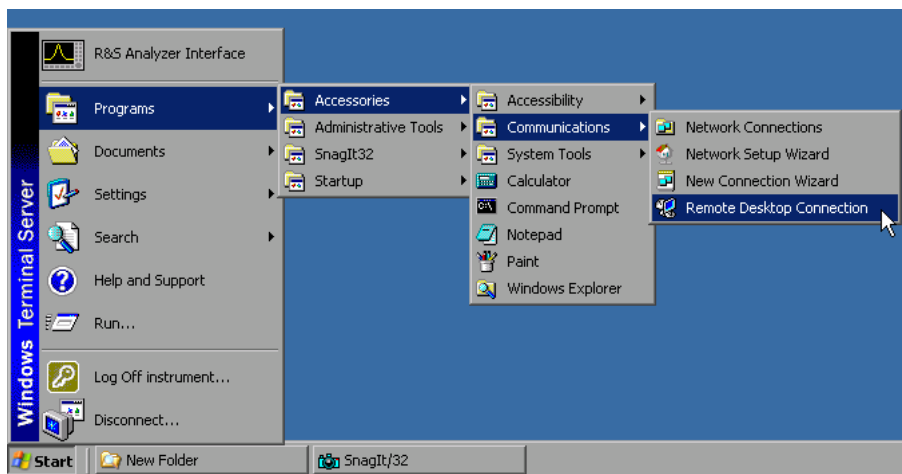 R&S Analyzer Interface
Programs
Documents
Settings
Search
Help and Support
Run...
Log Off instrument...
Disconnect...
Windows Terminal Server
Accessories
Administrative Tools
SnagIt32
Startup
Accessibility
Communications
System Tools
Calculator
Command Prompt
Notepad
Paint
Windows Explorer
Network Connections
Network Setup Wizard
New Connection Wizard
Remote Desktop Connection
Start
New Folder
SnagIt/32